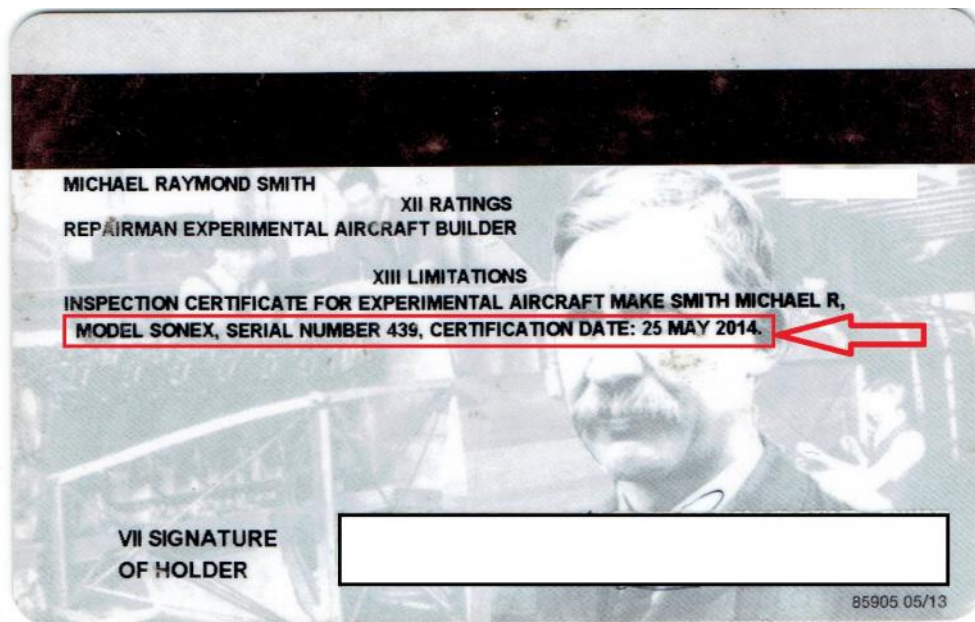 MICHAEL RAYMOND SMITH
XII RATINGS
REPAIRMAN EXPERIMENTAL AIRCRAFT BUILDER
XIII LIMITATIONS
INSPECTION CERTIFICATE FOR EXPERIMENTAL AIRCRAFT MAKE SMITH MICHAEL R,
MODEL SONEX, SERIAL NUMBER 439, CERTIFICATION DATE: 25 MAY 2014.
VII SIGNATURE
OF HOLDER
85905 05/13